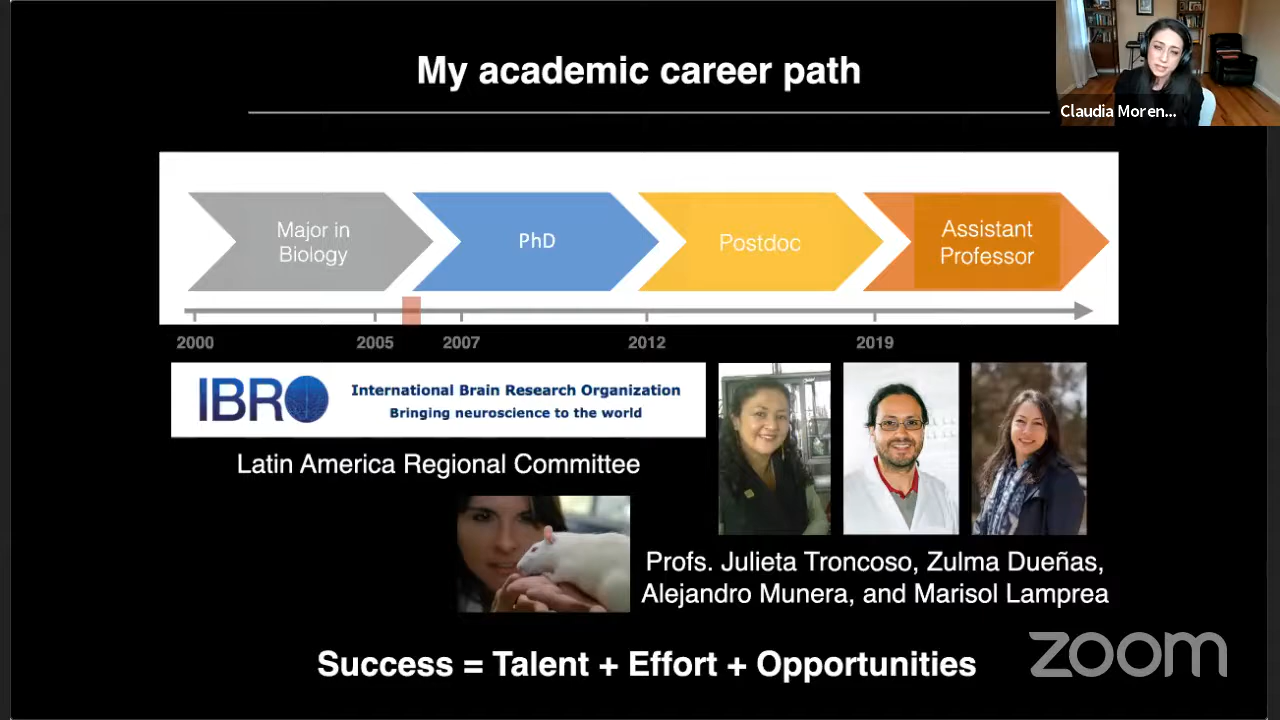 My academic career path
Claudia Moren...
Major in
Biology
PhD
Postdoc
Assistant
Professor
2000
2005
2007
2012
2019
IBRO
International Brain Research Organization
Bringing neuroscience to the world
Latin America Regional Committee
Profs. Julieta Troncoso, Zulma Dueñas,
Alejandro Munera, and Marisol Lamprea
Success = Talent + Effort + Opportunities
zoom